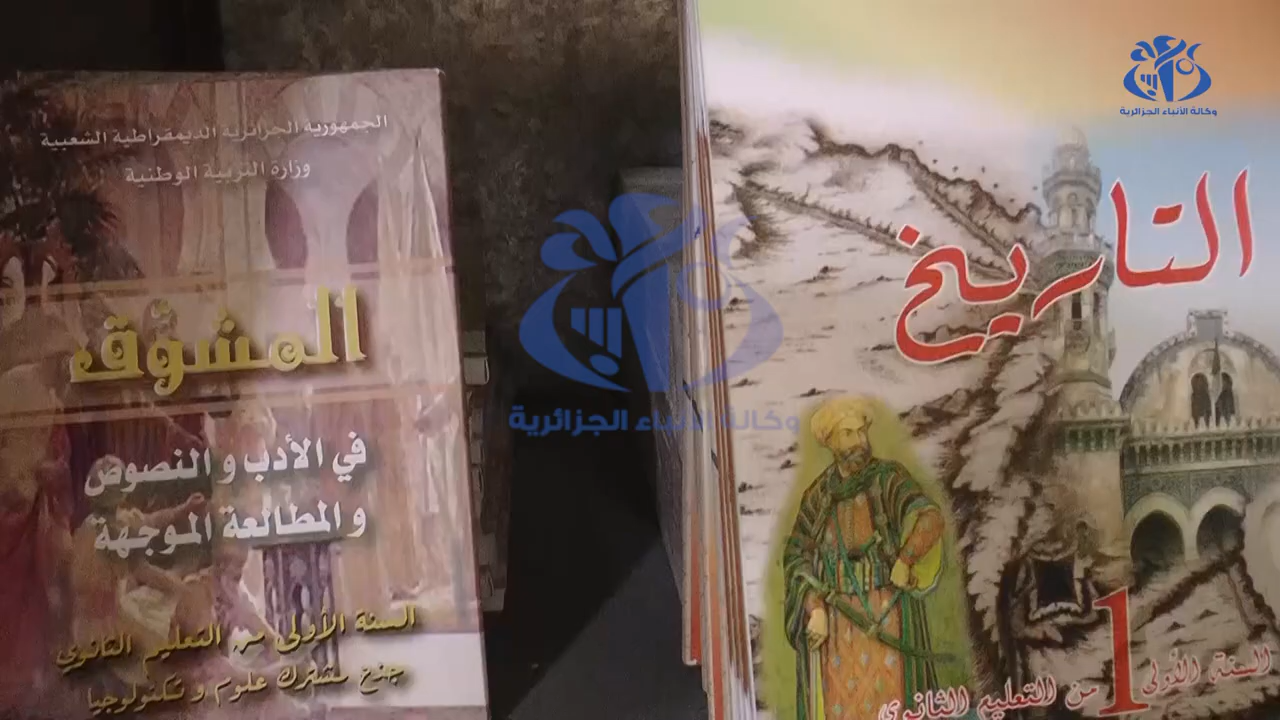 الجمهورية الجزائرية الديمقراطية الشعبية
وزارة التربية الوطنية
المشوّق
في الأدب و النصوص
و المطالعة الموجهة
السنة الأولى من التعليم الثانوي
جذع مشترك علوم و تكنولوجيا
التاريخ
1
السنة الأولى من التعليم الثانوي
وكالة الأنباء الجزائرية
وكالة الأنباء الجزائرية